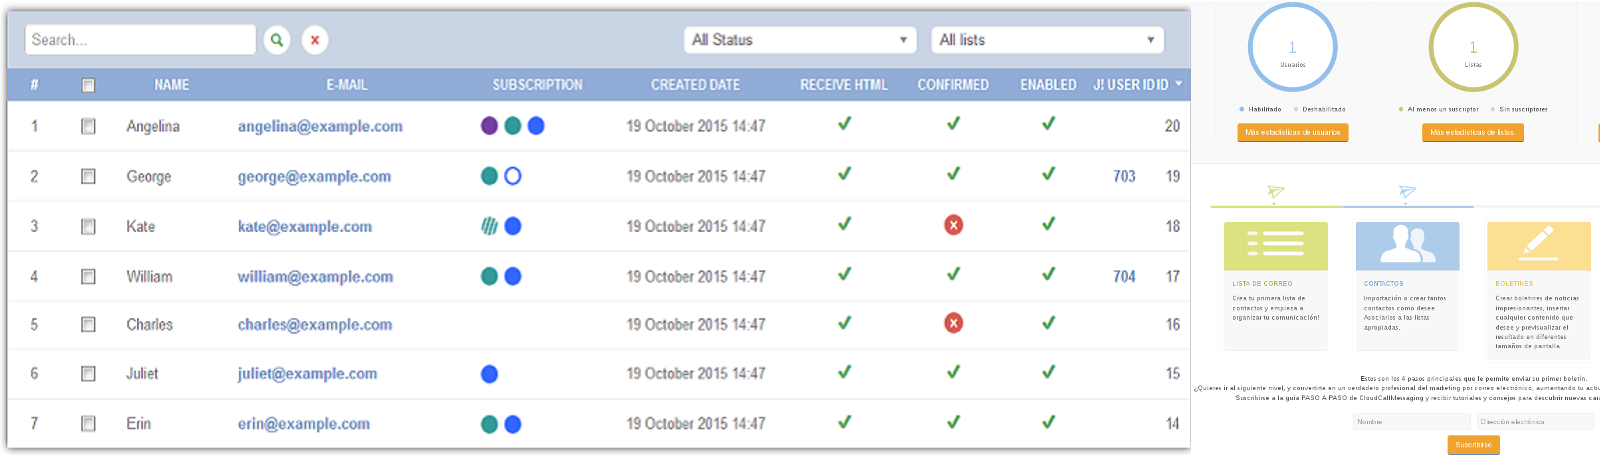 Search...
All Status
All lists
# NAME E-MAIL SUBSCRIPTION CREATED DATE RECEIVE HTML CONFIRMED ENABLED J! USER ID ID
1 Angelina angelina@example.com 19 October 2015 14:47 20
2 George george@example.com 19 October 2015 14:47 703 19
3 Kate kate@example.com 19 October 2015 14:47 18
4 William william@example.com 19 October 2015 14:47 704 17
5 Charles charles@example.com 19 October 2015 14:47 16
6 Juliet juliet@example.com 19 October 2015 14:47 15
7 Erin erin@example.com 19 October 2015 14:47 14
1
Usuarios
Habilitado Deshabilitado
Más estadísticas de usuarios
1
Listas
Al menos un suscriptor Sin suscriptores
Más estadísticas de listas.
LISTA DE CORREO
Crea tu primera lista de
contactos y empieza a
organizar tu comunicación!
CONTACTOS
Importación o crear tantos
contactos como desee
Asociarlos a las listas
apropiadas.
BOLETINES
Crear boletines de noticias
impresionantes, insertar
cualquier contenido que
desee y previsualizar el
resultado en diferentes
tamaños de pantalla.
Estos son los 4 pasos principales que le permite enviar su primer boletín.
¿Quieres ir al siguiente nivel, y convertirte en un verdadero profesional del marketing por correo electrónico, aumentando tu
Suscribirse a la guía PASO A PASO de CloudCallMessaging y recibir tutoriales y consejos para descubrir nuevas
Nombre
Dirección electrónica
Suscribirse